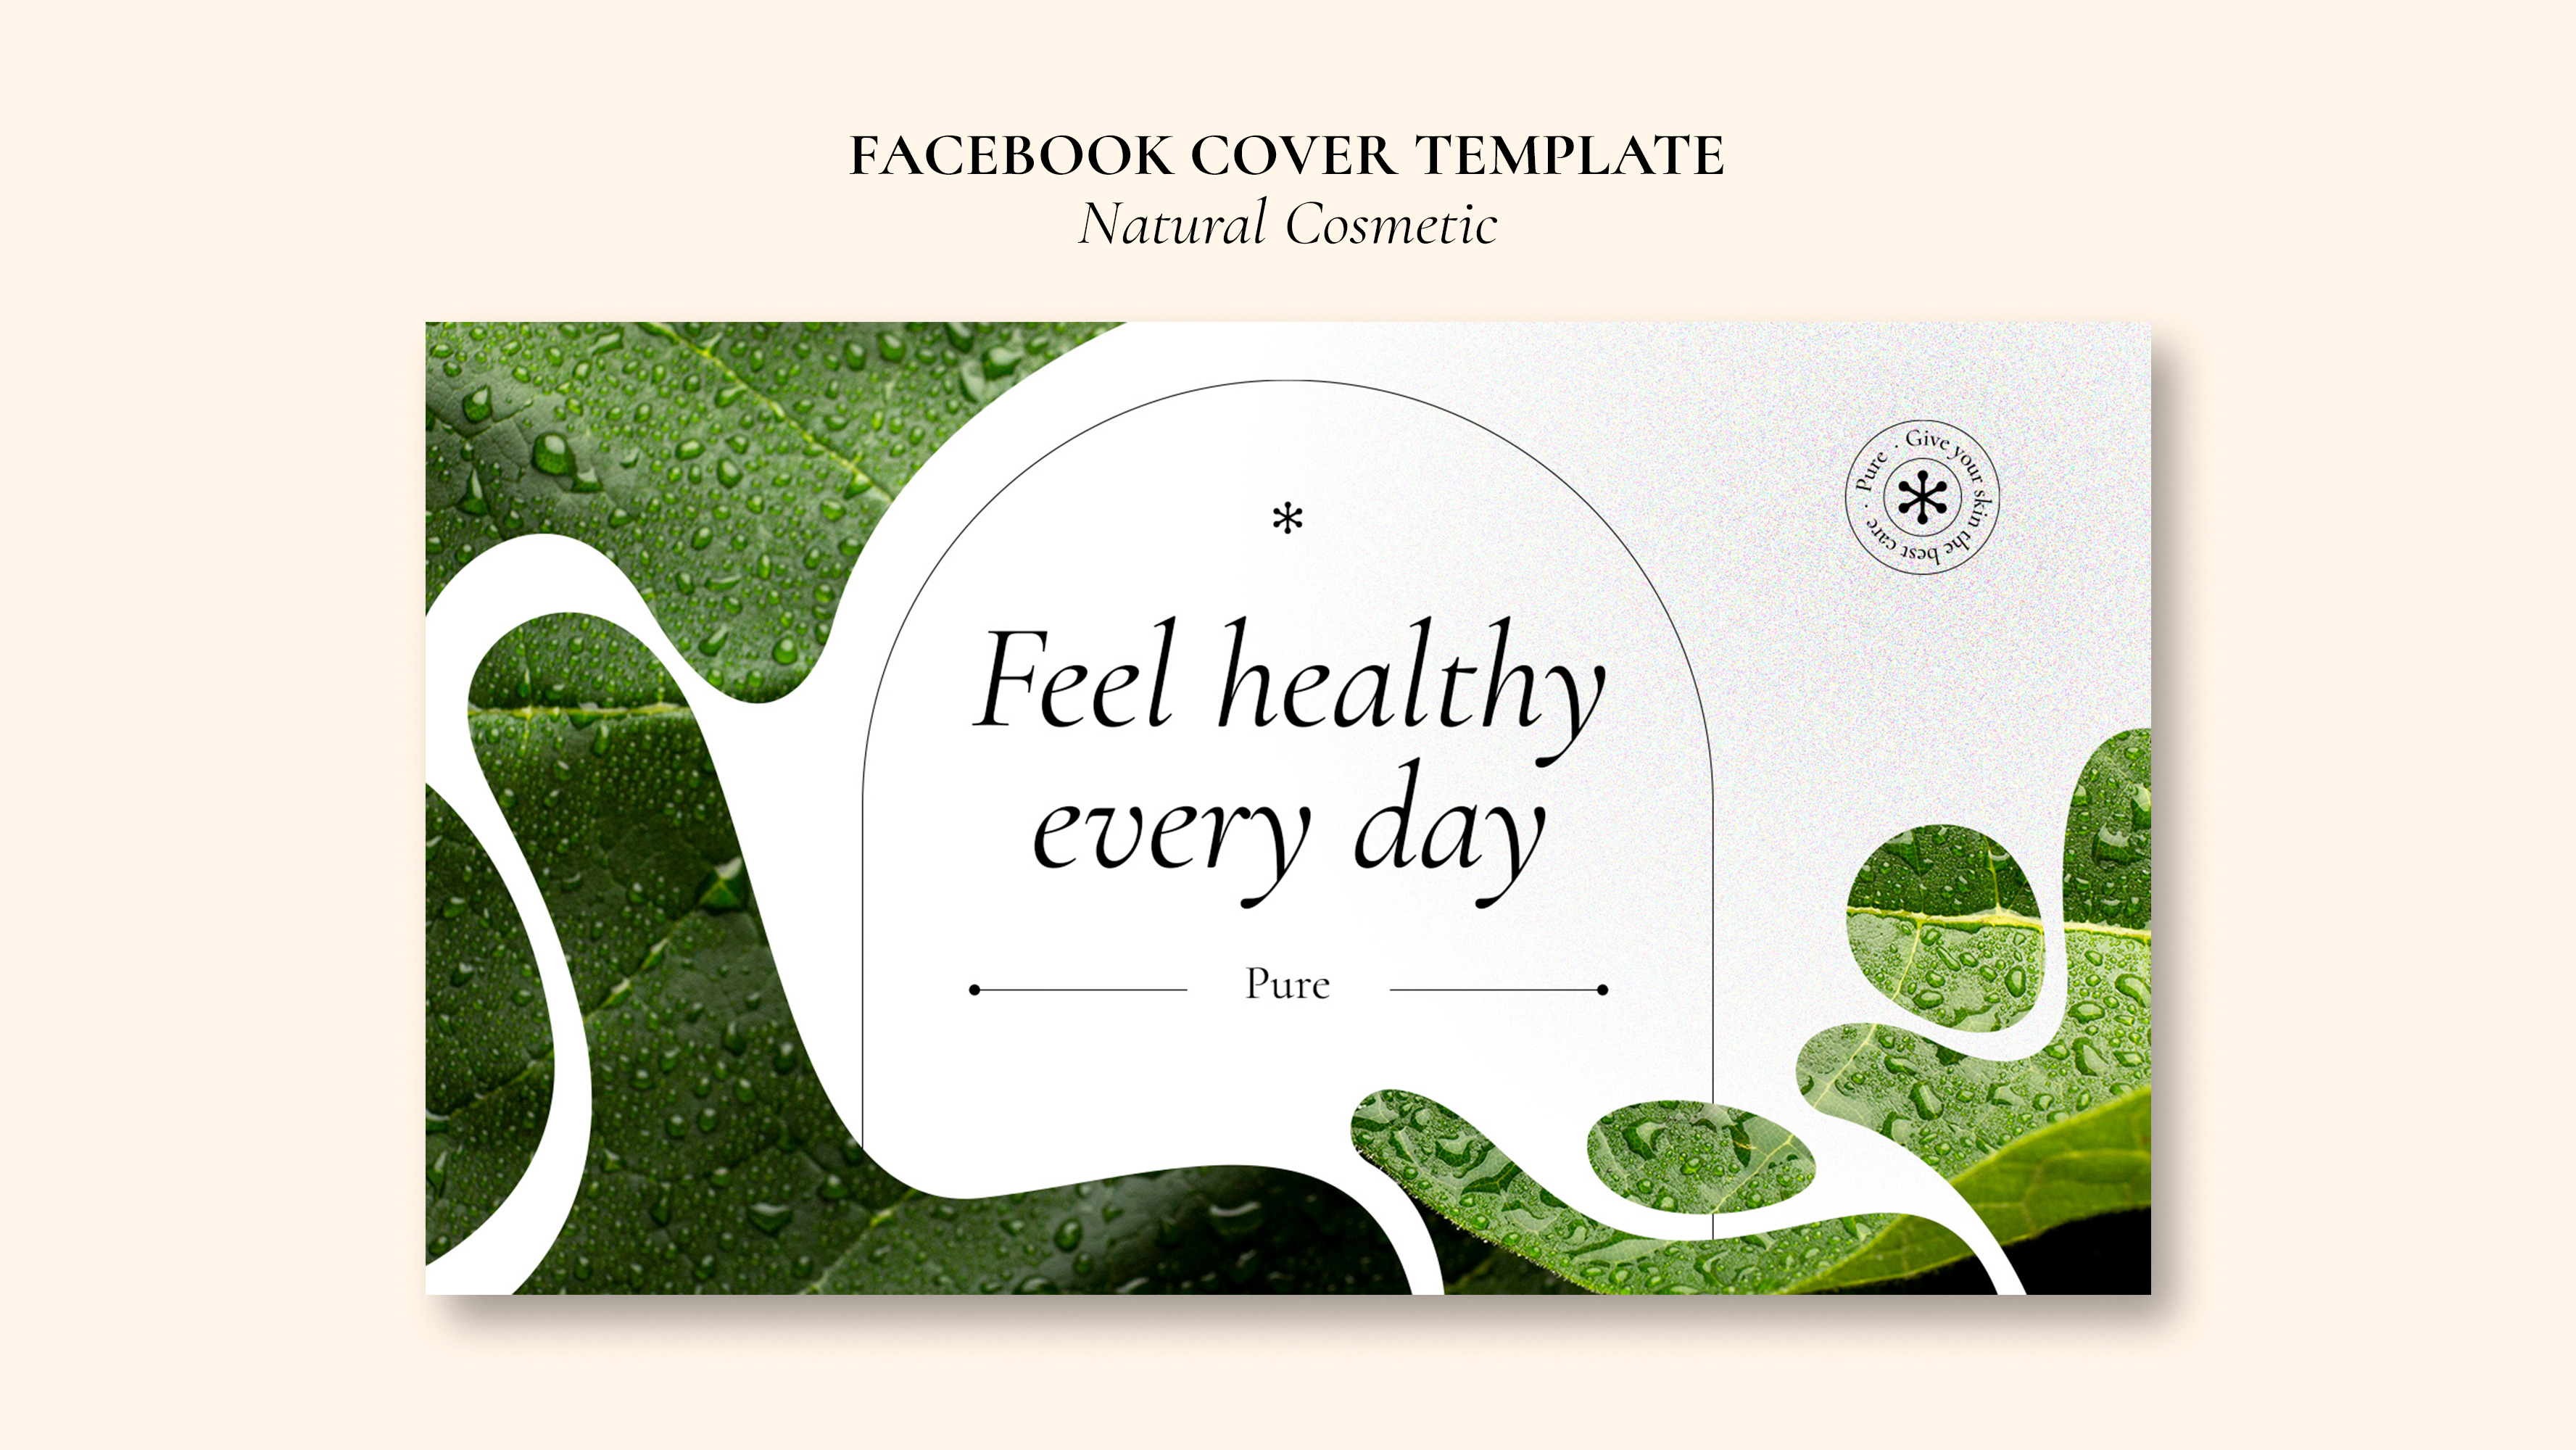 FACEBOOK COVER TEMPLATE
Natural Cosmetic
· Give your skin the best care · Pure
Feel healthy
every day
Pure